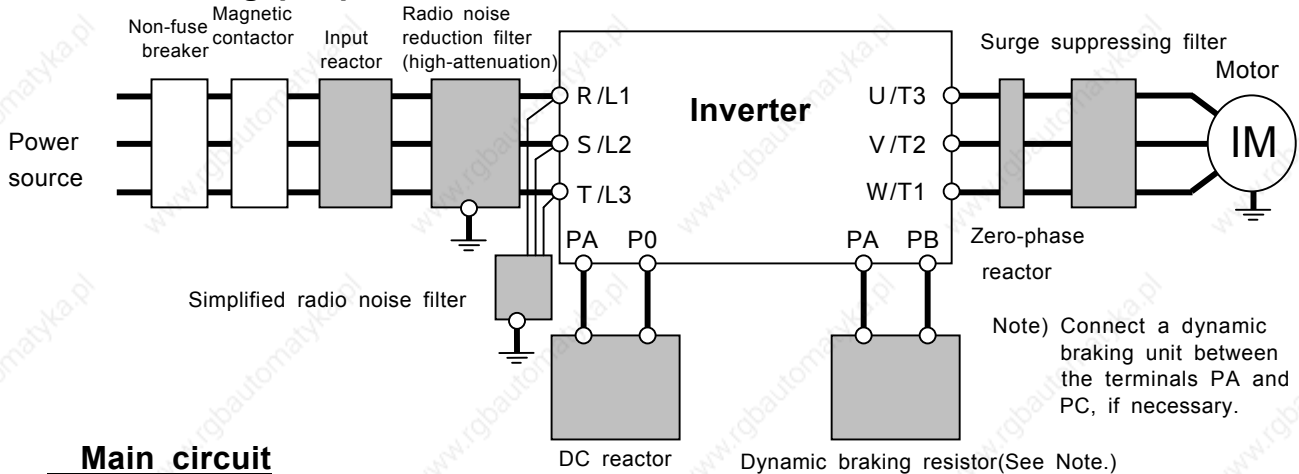 Non-fuse
breaker
Magnetic
contactor
Input
reactor
Radio noise
reduction filter
(high-attenuation)
Surge suppressing filter
Motor
Power
source
R/L1
S/L2
T/L3
Inverter
U/T3
V/T2
W/T1
IM
PA P0
PA PB
Zero-phase
reactor
Simplified radio noise filter
Note) Connect a dynamic
braking unit between
the terminals PA and
PC, if necessary.
DC reactor
Dynamic braking resistor(See Note.)
Main circuit
www.rgbautomatyka.pl